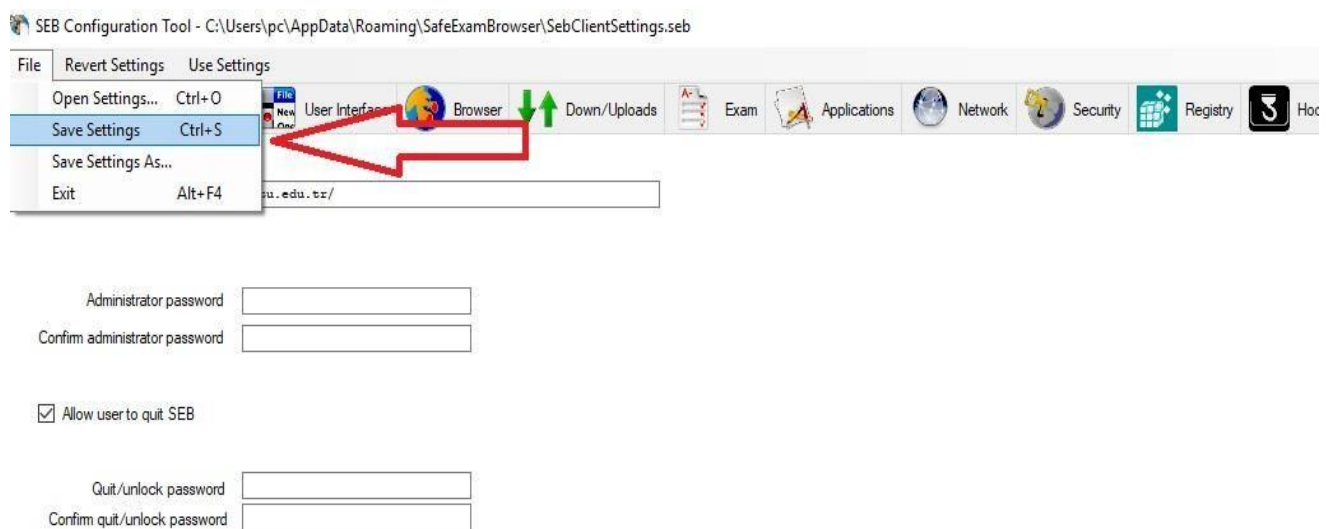 SEB Configuration Tool - C:\Users\pc\AppData\Roaming\SafeExamBrowser\SebClientSettings.seb
File Revert Settings Use Settings
Open Settings... Ctrl+O
Save Settings Ctrl+S
Save Settings As...
Exit Alt+F4
File
New
User Interface Browser Down/Uploads A- Exam Applications Network Security Registry
su.edu.tr/
Administrator password
Confirm administrator password
Allow user to quit SEB
Quit/unlock password
Confirm quit/unlock password